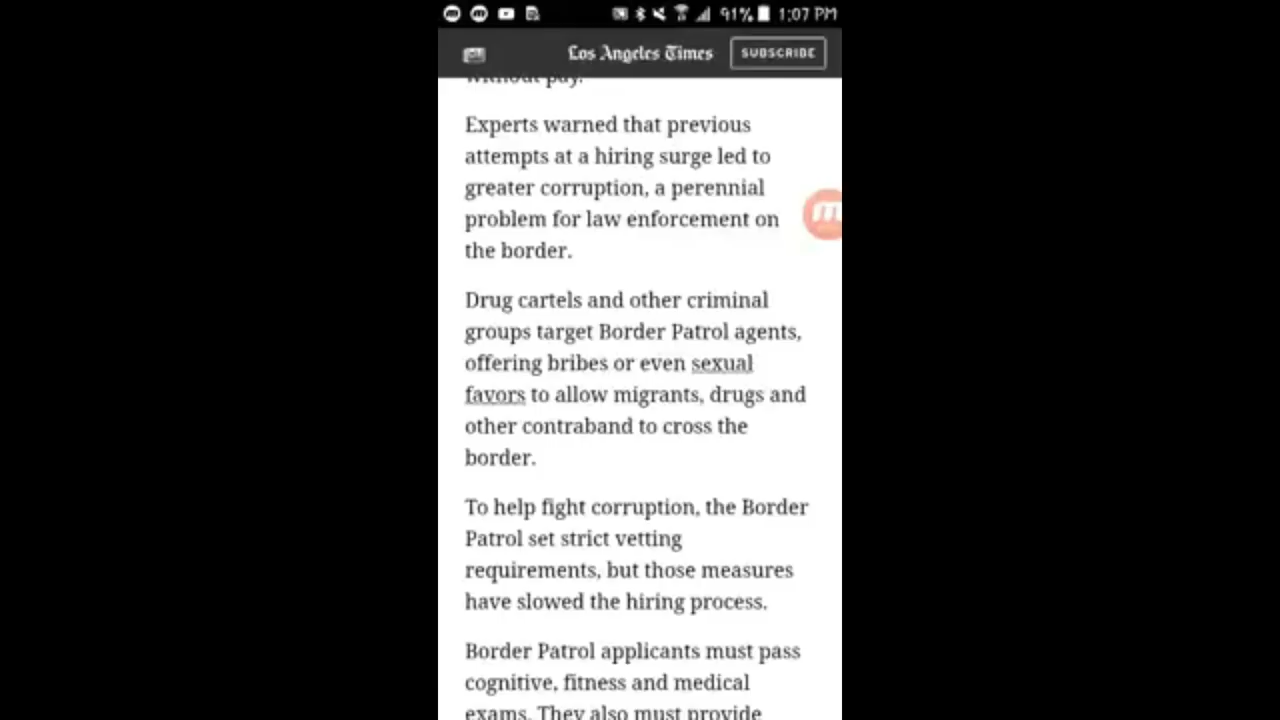 91% 1:07 PM
Los Angeles Times SUBSCRIBE
without pay.
Experts warned that previous
attempts at a hiring surge led to
greater corruption, a perennial
problem for law enforcement on
the border.
Drug cartels and other criminal
groups target Border Patrol agents,
offering bribes or even sexual
favors to allow migrants, drugs and
other contraband to cross the
border.
To help fight corruption, the Border
Patrol set strict vetting
requirements, but those measures
have slowed the hiring process.
Border Patrol applicants must pass
cognitive, fitness and medical
exams. They also must provide